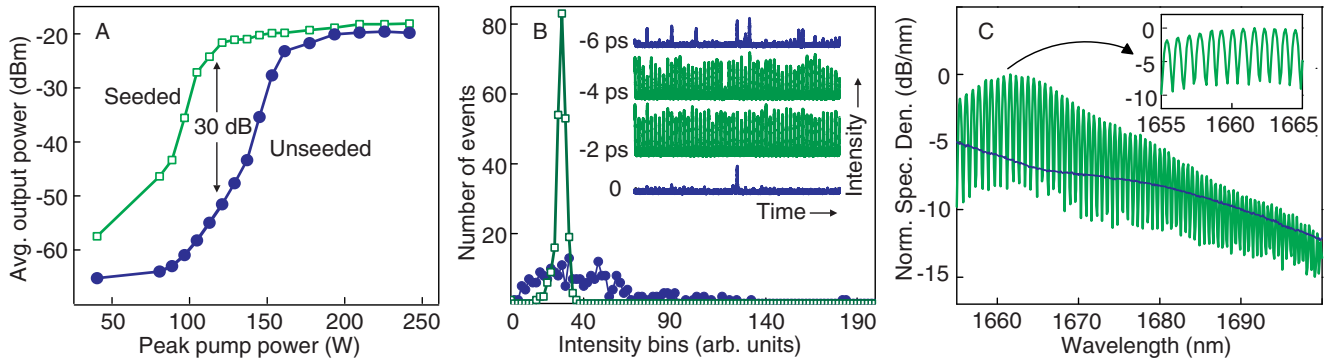 A
Avg. output power (dBm)
-20
-30
-40
-50
-60
Seeded
30 dB
Unseeded
50
100
150
200
250
Peak pump power (W)
B
Number of events
80
60
40
20
-6 ps
-4 ps
-2 ps
0
Intensity
Time
0
40
90
140
190
Intensity bins (arb. units)
C
Norm. Spec. Den. (dB/nm)
0
-5
-10
-15
0
-5
-10
1655
1660
1665
1660
1670
1680
1690
Wavelength (nm)